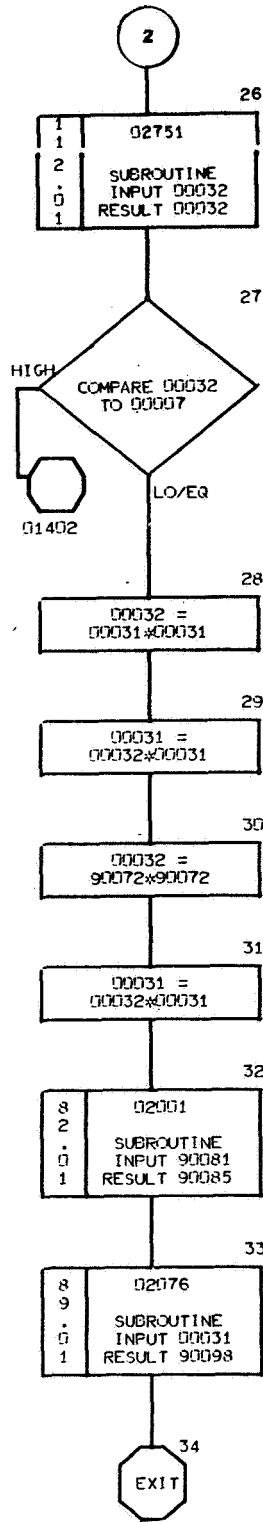 2
26
1
1
2
.
0
1
02751
SUBROUTINE
INPUT 00032
RESULT 00032
27
HIGH
COMPARE 00032
TO 00007
LO/EQ
01402
28
00032 =
00031*00031
29
00031 =
00032*00031
30
00032 =
90072*90072
31
00031 =
00032*00031
32
8
2
.
0
1
02001
SUBROUTINE
INPUT 90081
RESULT 90085
33
8
9
.
0
1
02076
SUBROUTINE
INPUT 00031
RESULT 90098
34
EXIT